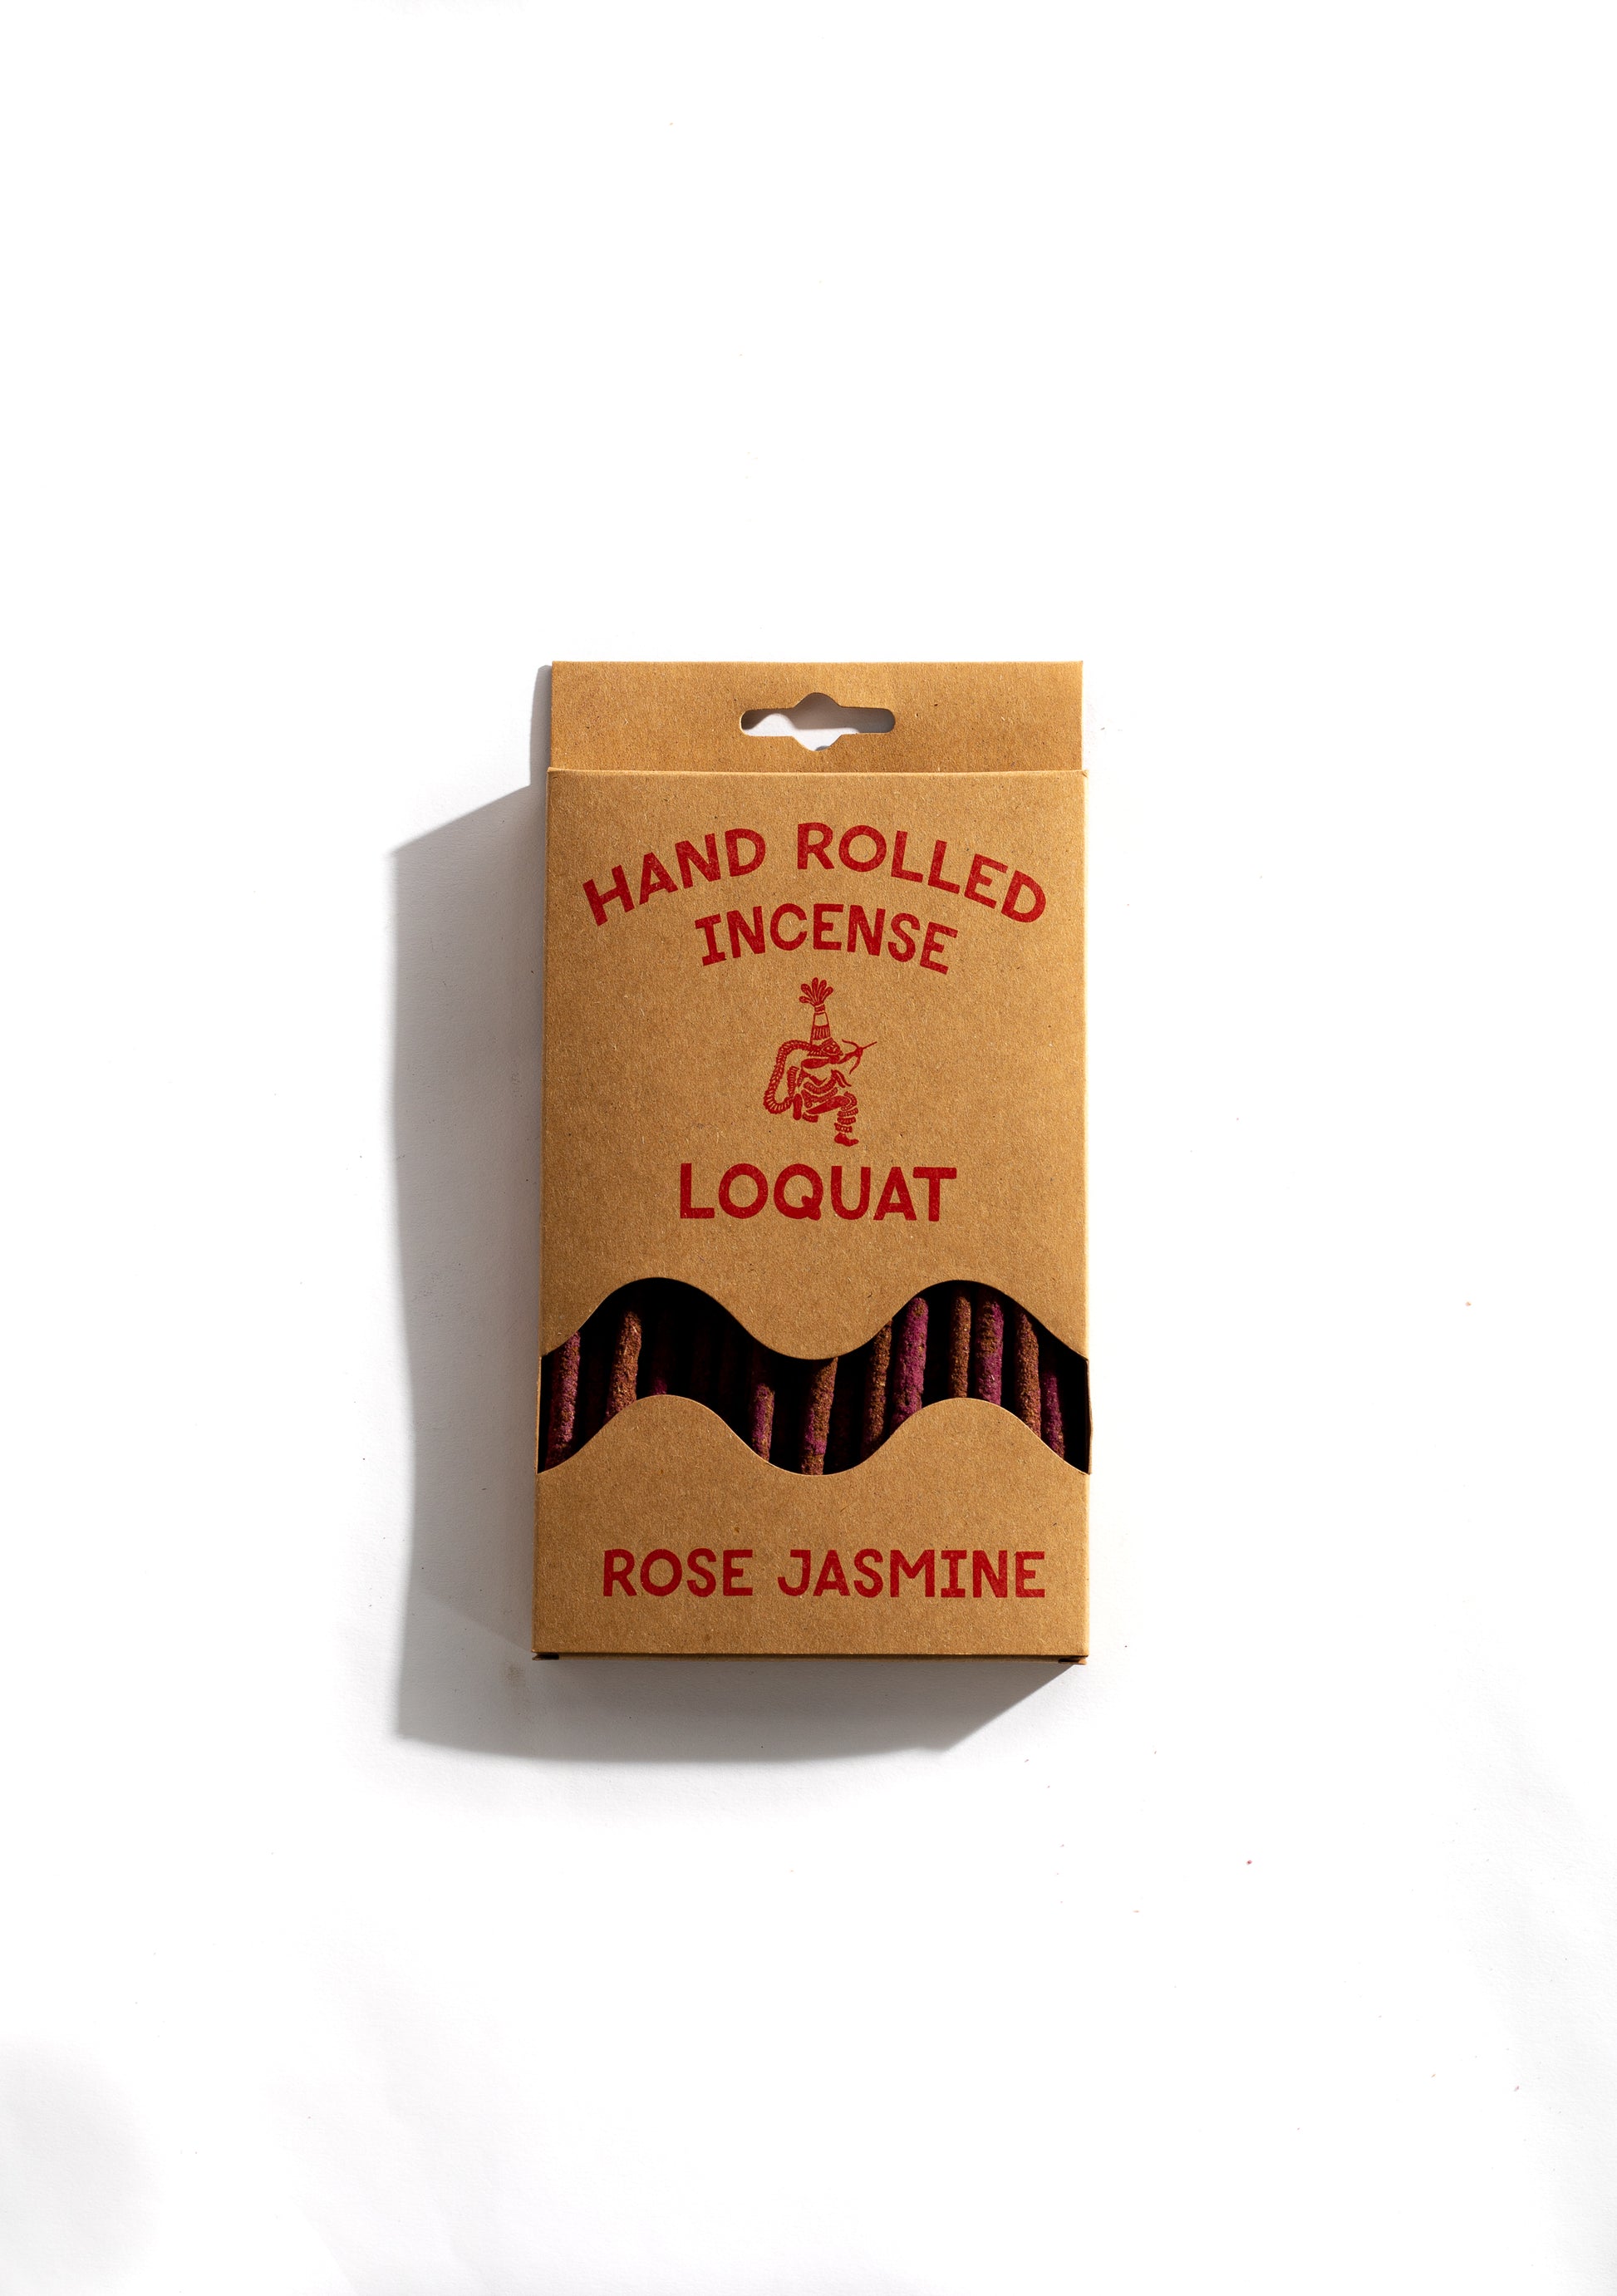 HAND ROLLED
INCENSE
LOQUAT
ROSE JASMINE